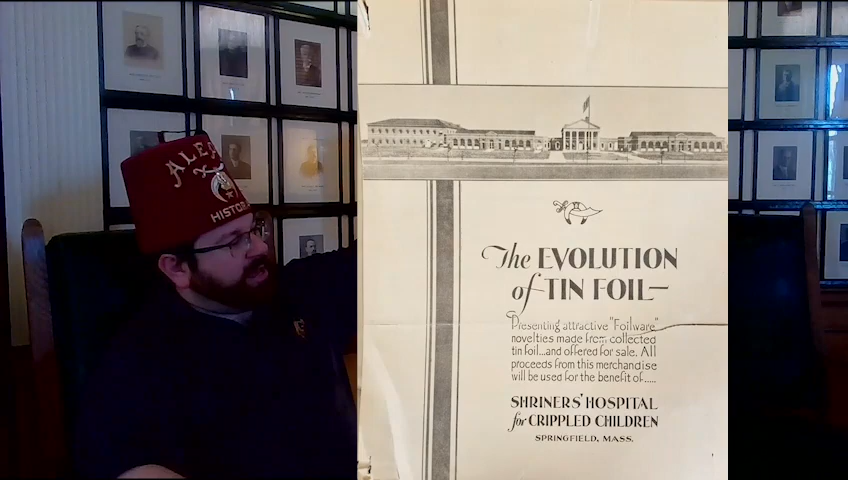 ALE
HISTOR
The EVOLUTION
of TIN FOIL—
Presenting attractive "Foilware"
novelties made from collected
tin foil...and offered for sale. All
proceeds from this merchandise
will be used for the benefit of.....
SHRINERS' HOSPITAL
for CRIPPLED CHILDREN
SPRINGFIELD, MASS.